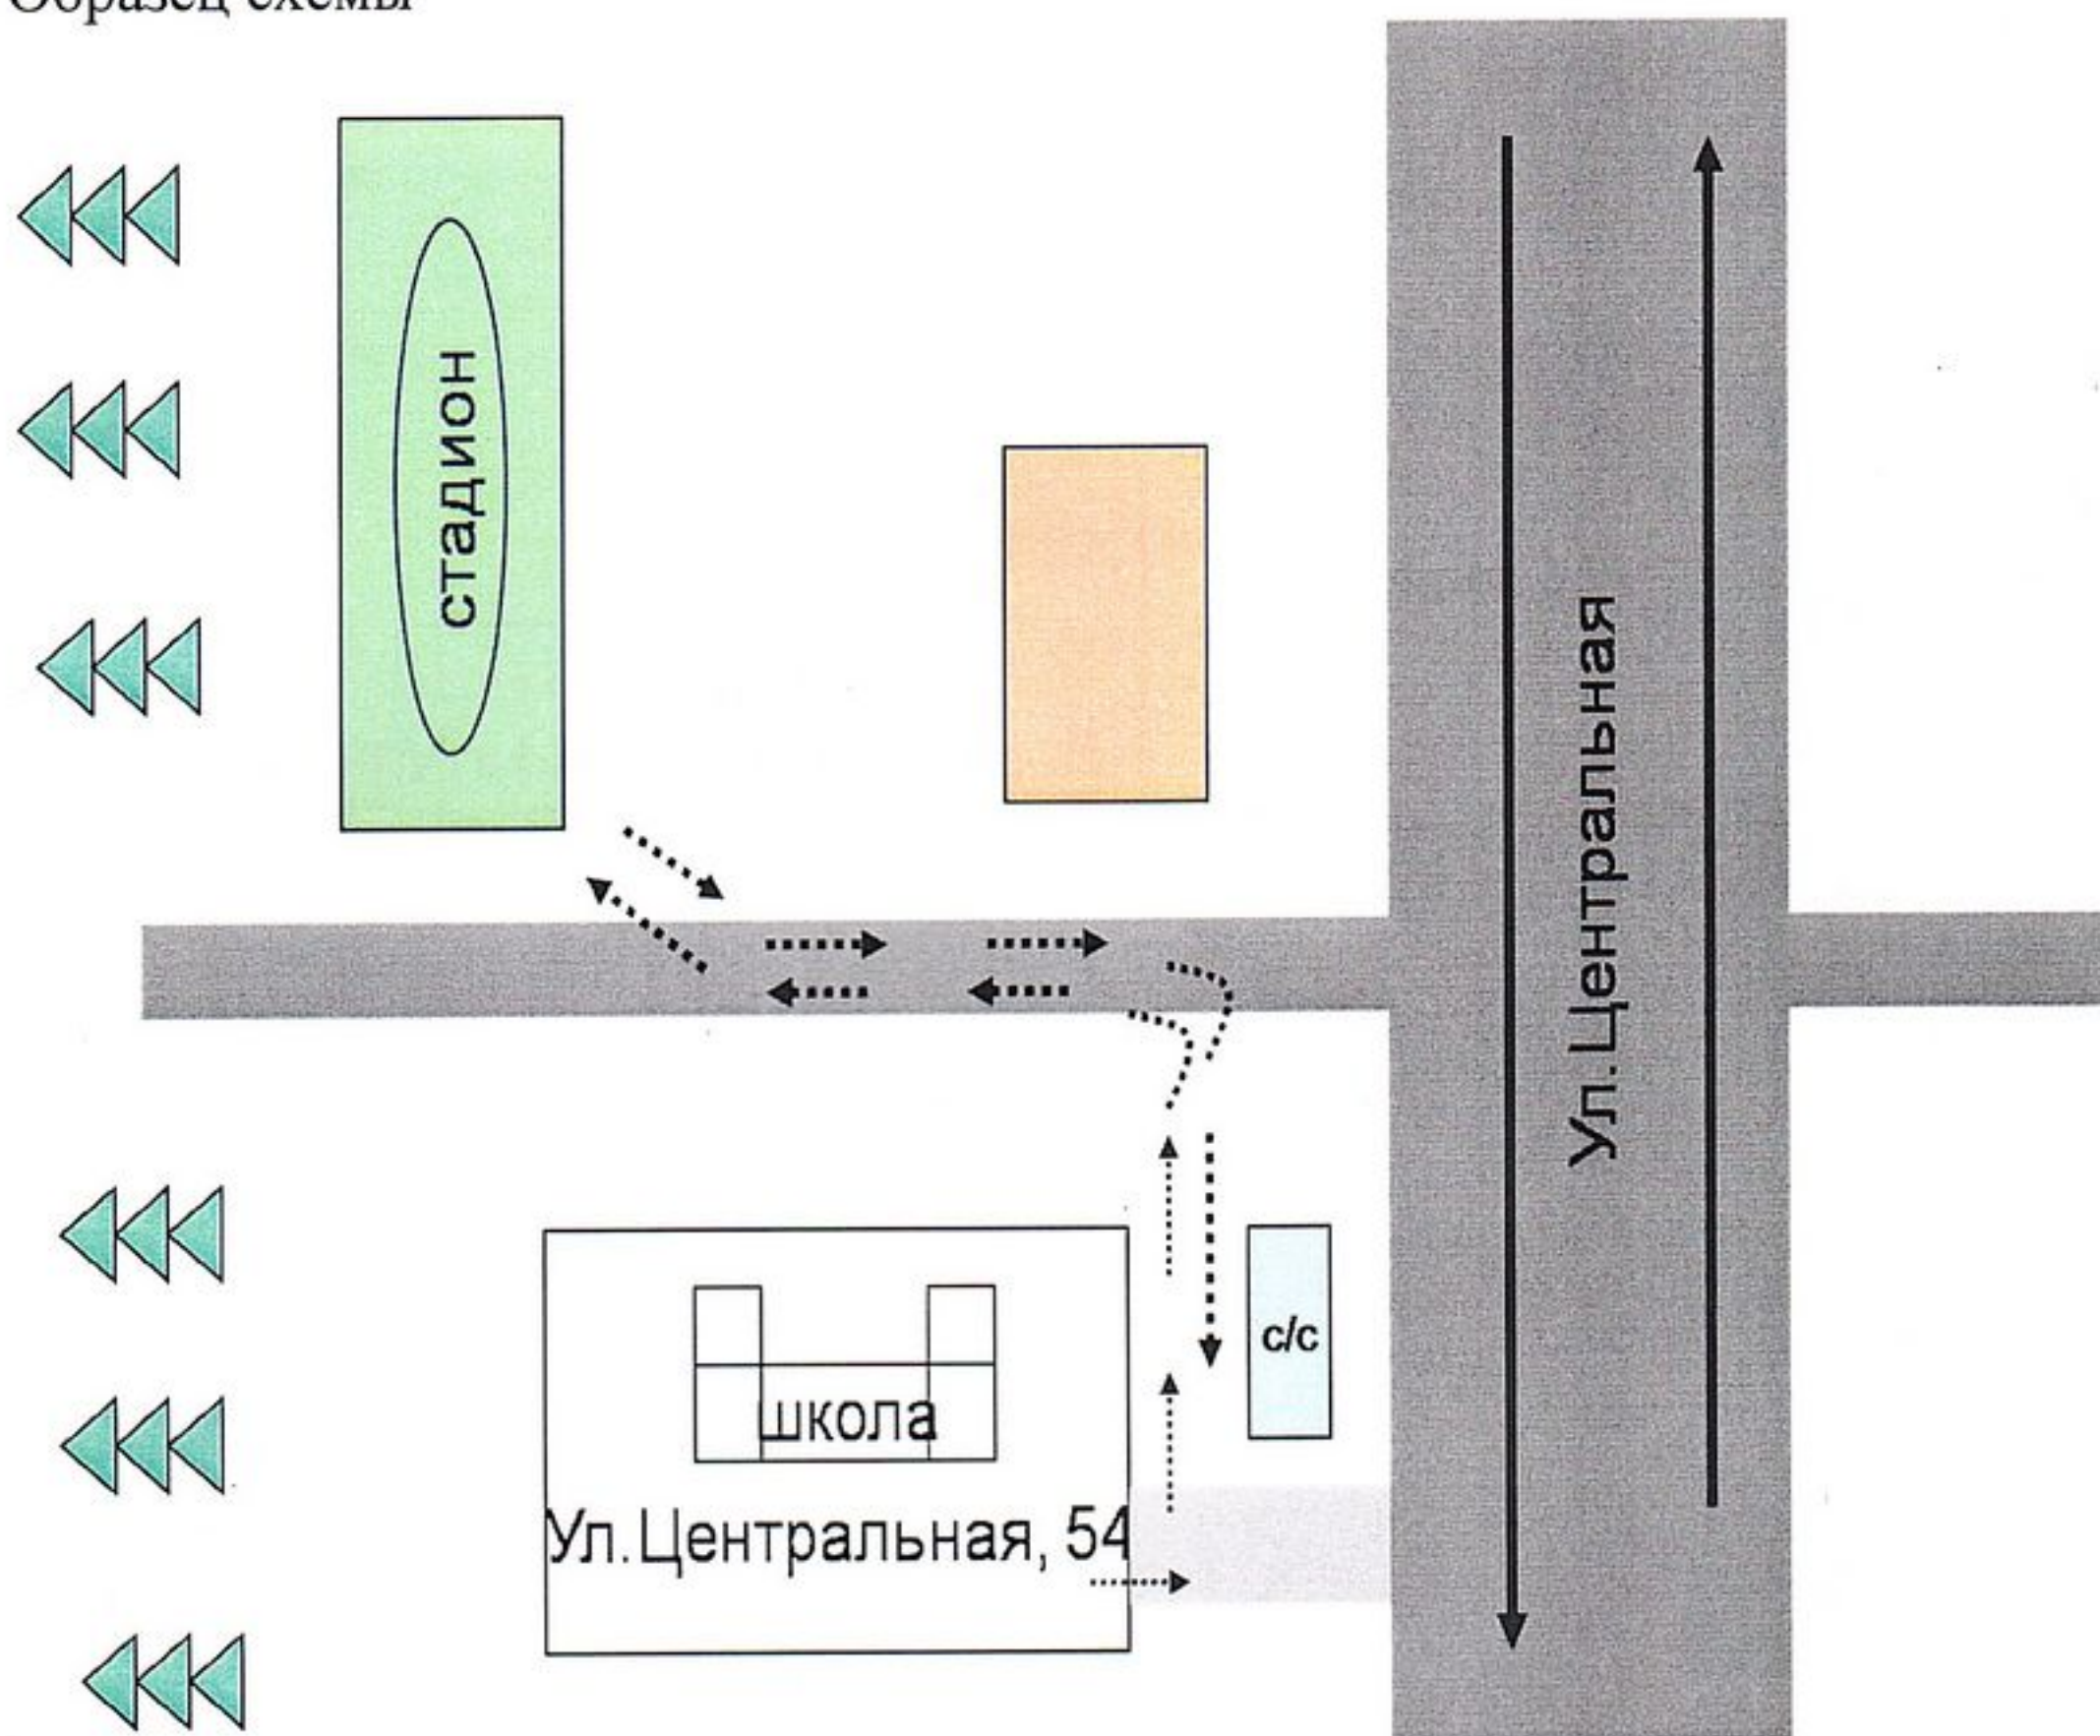 Образец схемы
стадион
Ул.Центральная
с/с
школа
Ул.Центральная, 54